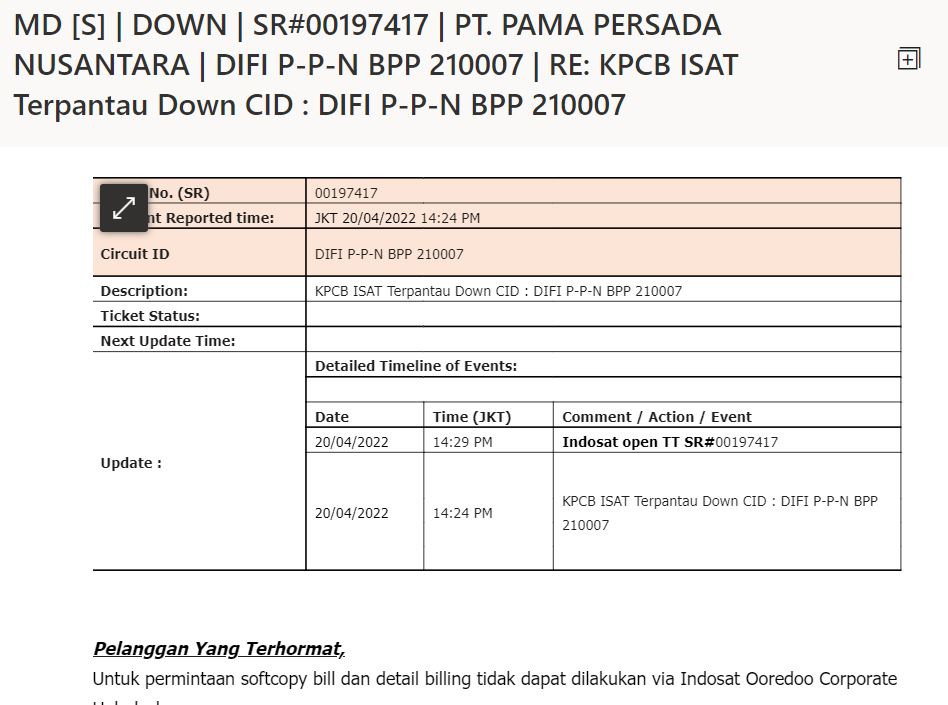 MD [S] | DOWN | SR#00197417 | PT. PAMA PERSADA
NUSANTARA | DIFI P-P-N BPP 210007 | RE: KPCB ISAT
Terpantau Down CID : DIFI P-P-N BPP 210007
No. (SR) 00197417
Reported time: JKT 20/04/2022 14:24 PM
Circuit ID DIFI P-P-N BPP 210007
Description: KPCB ISAT Terpantau Down CID : DIFI P-P-N BPP 210007
Ticket Status:
Next Update Time:
Detailed Timeline of Events:
Date Time (JKT) Comment / Action / Event
20/04/2022 14:29 PM Indosat open TT SR#00197417
Update :
20/04/2022 14:24 PM KPCB ISAT Terpantau Down CID : DIFI P-P-N BPP
210007
Pelanggan Yang Terhormat,
Untuk permintaan softcopy bill dan detail billing tidak dapat dilakukan via Indosat Ooredoo Corporate